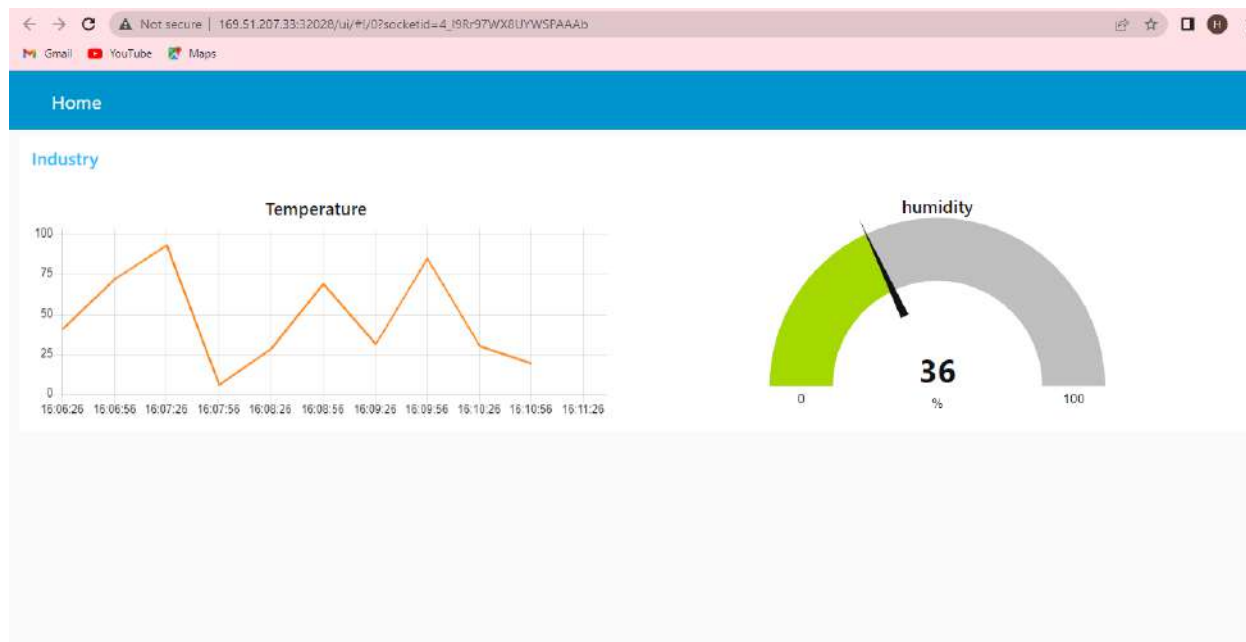 Not secure | 169.51.207.33:32028/ui/#!/0?socketid=4_I9Rr97WX8UYWSPAAAb
H
Gmail YouTube Maps
Home
Industry
Temperature
100
75
50
25
0
16:06:26 16:06:56 16:07:26 16:07:56 16:08:26 16:08:56 16:09:26 16:09:56 16:10:26 16:10:56 16:11:26
humidity
36
0 % 100